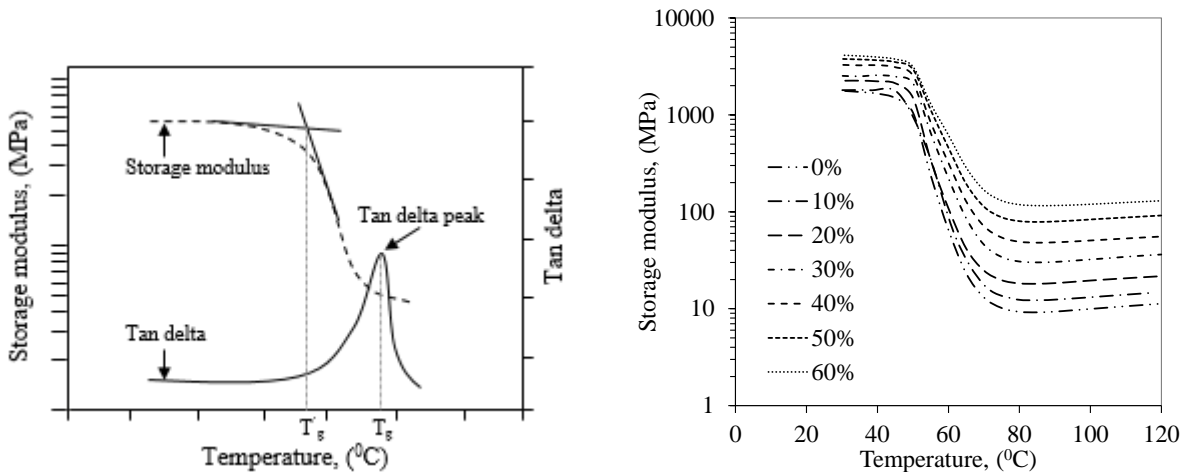 Storage modulus, (MPa)
Storage modulus
Tan delta peak
Tan delta
Tan delta
T'g
Tg
Temperature, (⁰C)
10000
1000
100
10
1
Storage modulus, (MPa)
0%
10%
20%
30%
40%
50%
60%
0 20 40 60 80 100 120
Temperature, (⁰C)